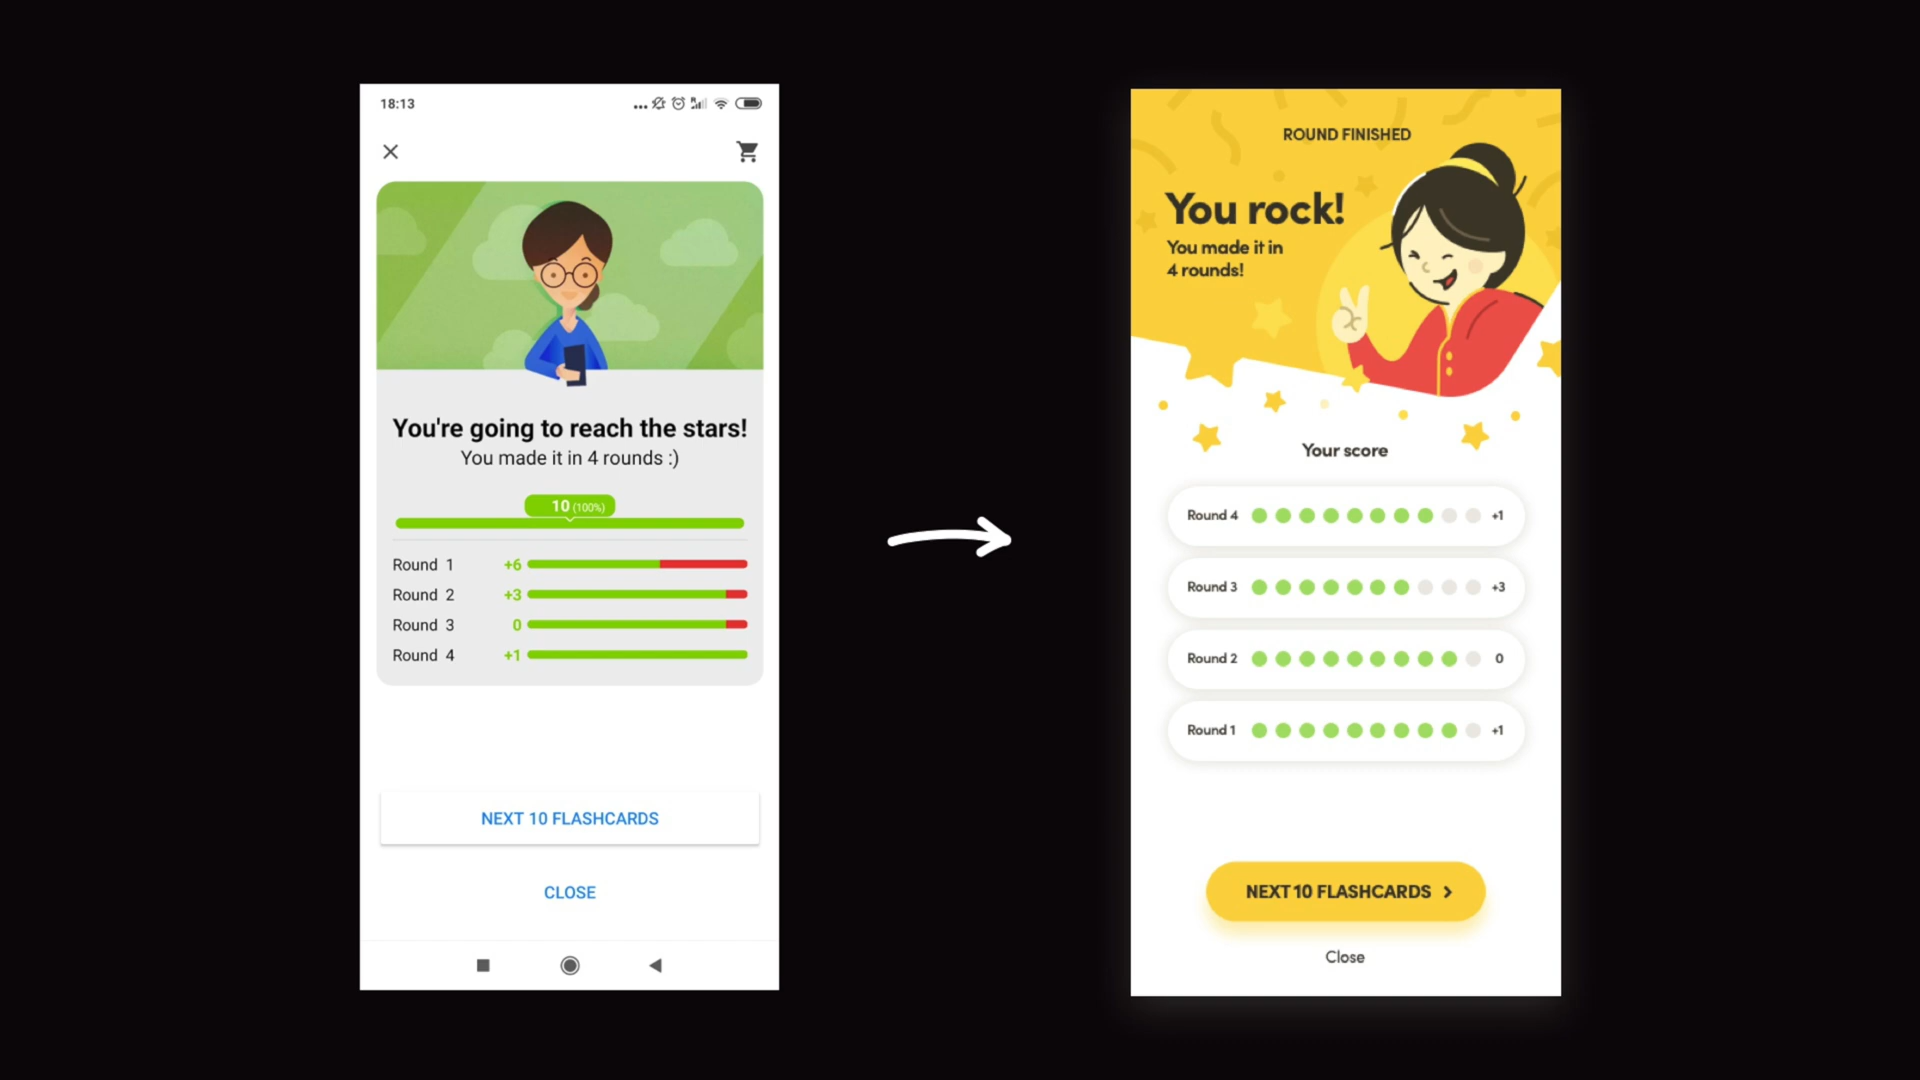 18:13
You're going to reach the stars!
You made it in 4 rounds :)
10 (100%)
Round 1 +6
Round 2 +3
Round 3 0
Round 4 +1
NEXT 10 FLASHCARDS
CLOSE
ROUND FINISHED
You rock!
You made it in
4 rounds!
Your score
Round 4 +1
Round 3 +3
Round 2 0
Round 1 +1
NEXT 10 FLASHCARDS
Close